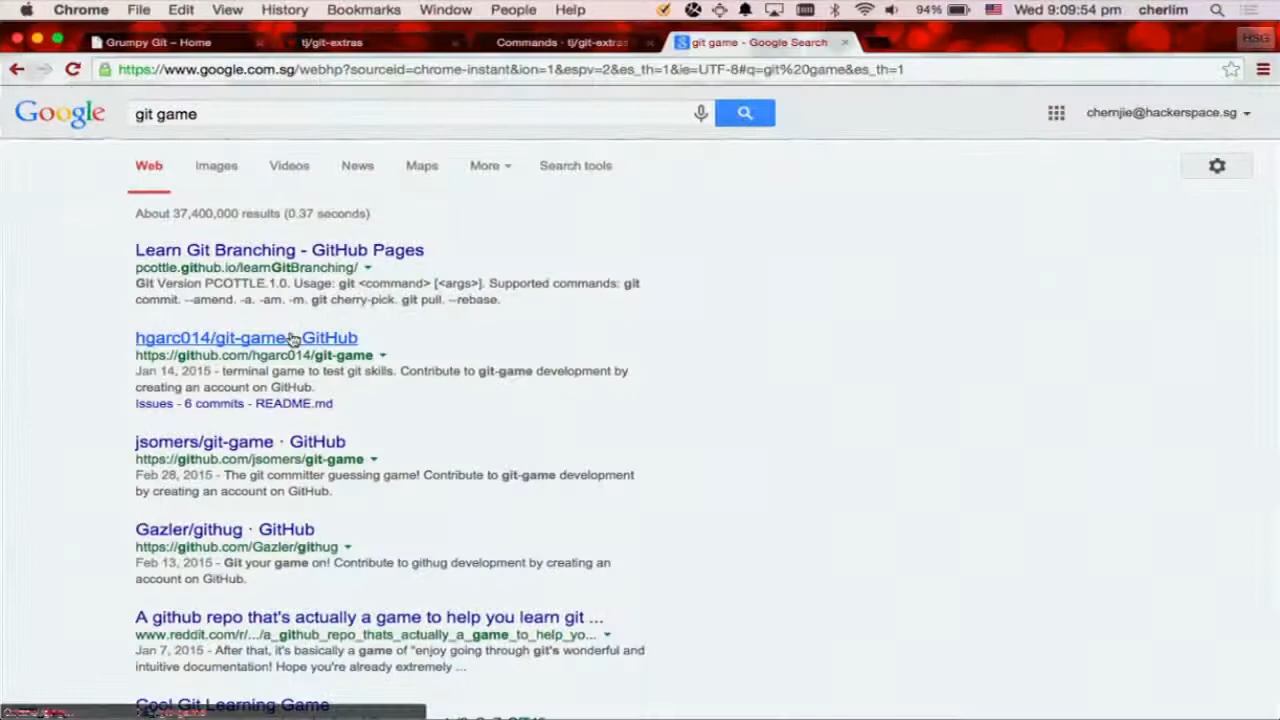 Chrome File Edit View History Bookmarks Window People Help 94% Wed 9:09:54 pm cherlim
Grumpy Git – Home tj/git-extras Commands · tj/git-extras git game - Google Search HSG
https://www.google.com.sg/webhp?sourceid=chrome-instant&ion=1&espv=2&es_th=1&ie=UTF-8#q=git%20game&es_th=1
Google git game chernjie@hackerspace.sg
Web Images Videos News Maps More Search tools
About 37,400,000 results (0.37 seconds)
Learn Git Branching - GitHub Pages
pcottle.github.io/learnGitBranching/
Git Version PCOTTLE.1.0. Usage: git <command> [<args>]. Supported commands: git
commit. --amend. -a. -am. -m. git cherry-pick. git pull. --rebase.
hgarc014/git-game · GitHub
https://github.com/hgarc014/git-game
Jan 14, 2015 - terminal game to test git skills. Contribute to git-game development by
creating an account on GitHub.
Issues - 6 commits - README.md
jsomers/git-game · GitHub
https://github.com/jsomers/git-game
Feb 28, 2015 - The git committer guessing game! Contribute to git-game development
by creating an account on GitHub.
Gazler/githug · GitHub
https://github.com/Gazler/githug
Feb 13, 2015 - Git your game on! Contribute to githug development by creating an
account on GitHub.
A github repo that's actually a game to help you learn git ...
www.reddit.com/r/.../a_github_repo_thats_actually_a_game_to_help_yo...
Jan 7, 2015 - After that, it's basically a game of "enjoy going through git's wonderful and
intuitive documentation! Hope you're already extremely ...
Cool Git Learning Game